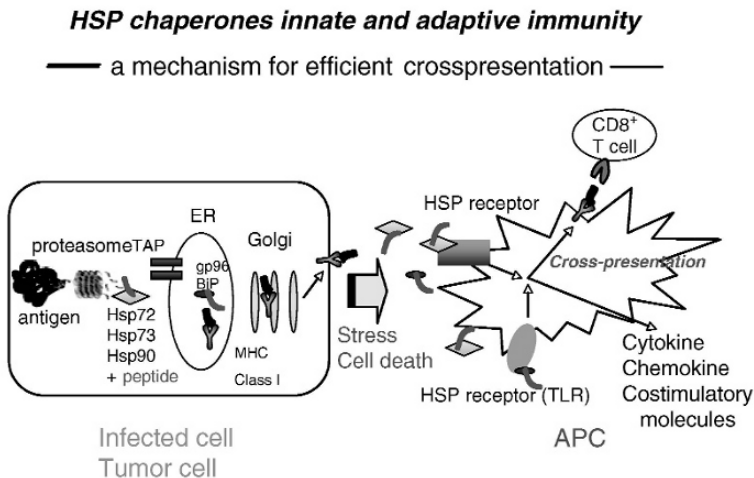 HSP chaperones innate and adaptive immunity
a mechanism for efficient crosspresentation
CD8+
T cell
HSP receptor
ER
proteasomeTAP
Golgi
gp96
BiP
Cross-presentation
antigen
Hsp72
Hsp73
Hsp90
+ peptide
MHC
Class I
Stress
Cell death
Cytokine
Chemokine
Costimulatory
molecules
HSP receptor (TLR)
Infected cell
Tumor cell
APC